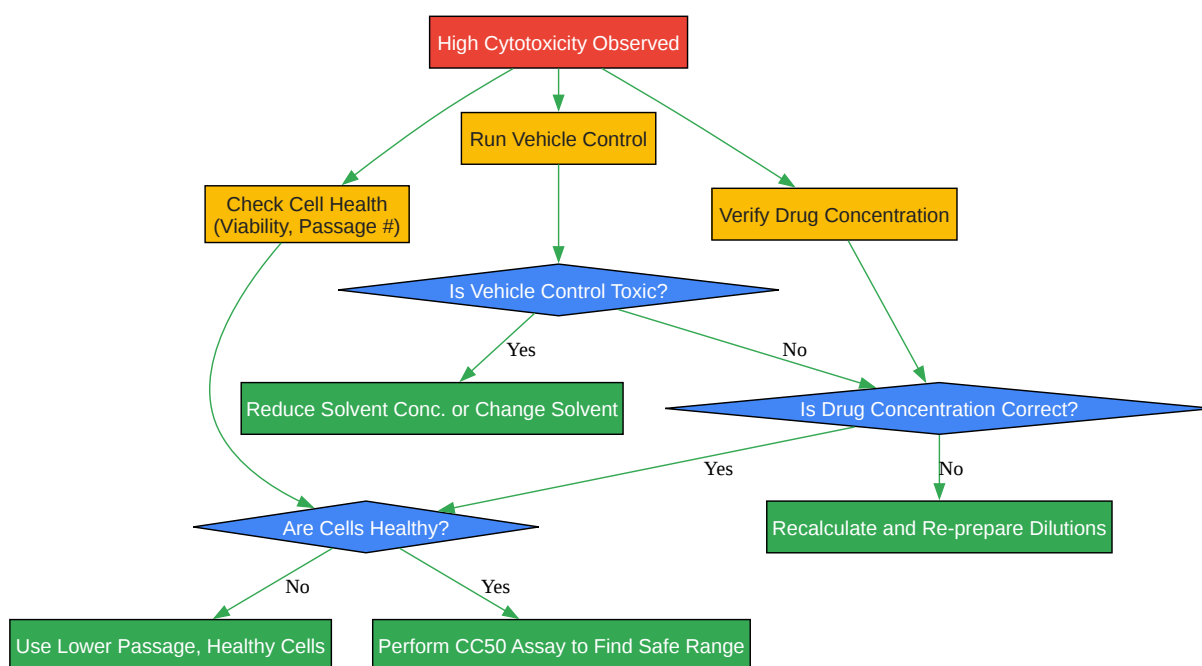 High Cytotoxicity Observed
Run Vehicle Control
Check Cell Health
(Viability, Passage #)
Verify Drug Concentration
Is Vehicle Control Toxic?
Yes
No
Reduce Solvent Conc. or Change Solvent
Is Drug Concentration Correct?
Yes
No
Are Cells Healthy?
Recalculate and Re-prepare Dilutions
No
Yes
Use Lower Passage, Healthy Cells
Perform CC50 Assay to Find Safe Range